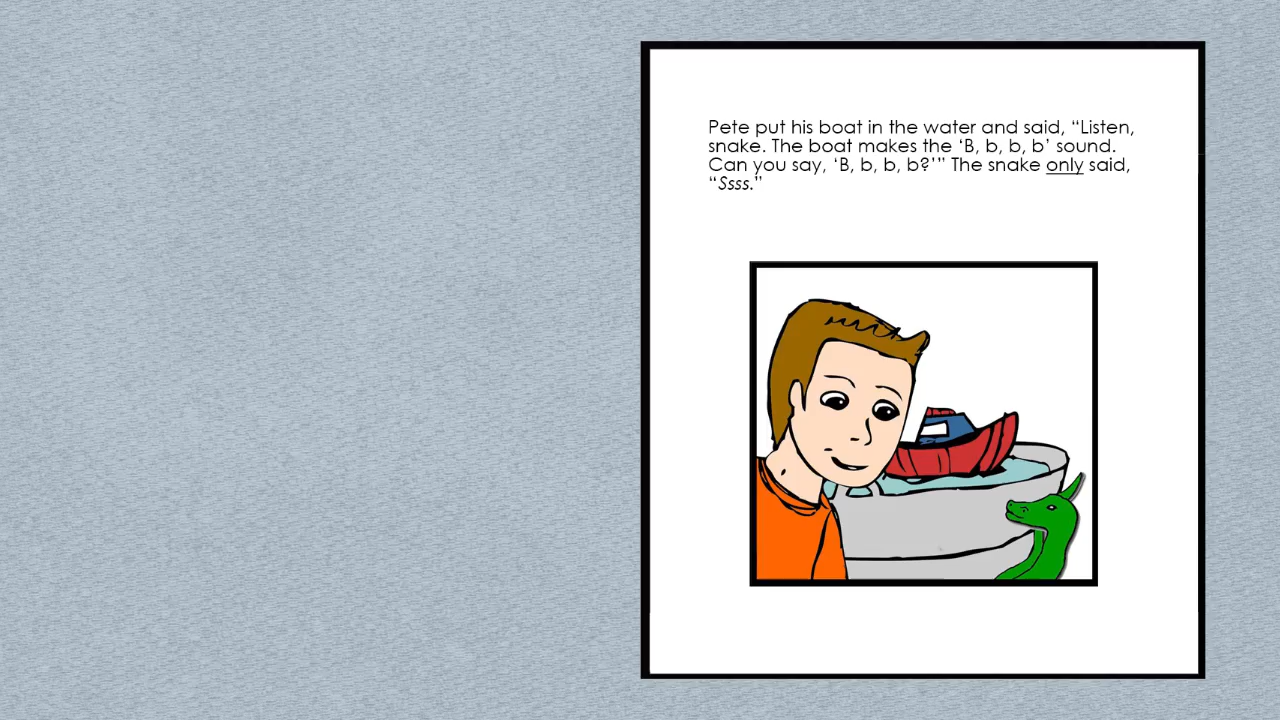 Pete put his boat in the water and said, “Listen,
snake. The boat makes the ‘B, b, b, b’ sound.
Can you say, ‘B, b, b, b?’” The snake only said,
“Ssss.”